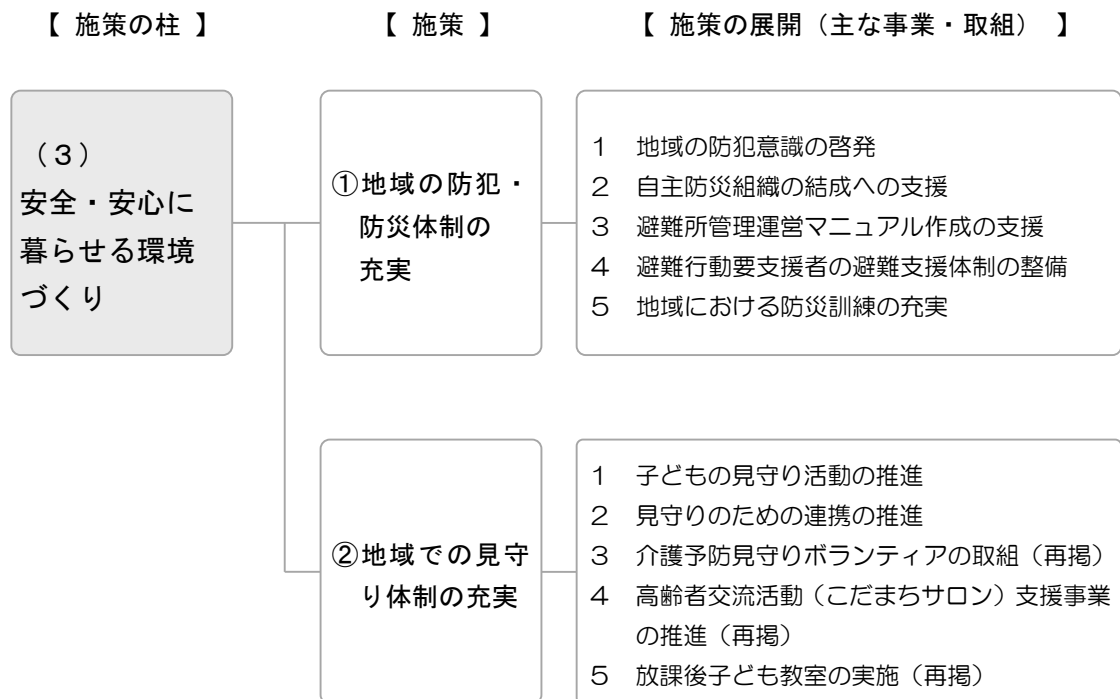 【 施策の柱 】
【 施策 】
【 施策の展開（主な事業・取組） 】
（３）
安全・安心に
暮らせる環境
づくり
①地域の防犯・
防災体制の
充実
１ 地域の防犯意識の啓発
２ 自主防災組織の結成への支援
３ 避難所管理運営マニュアル作成の支援
４ 避難行動要支援者の避難支援体制の整備
５ 地域における防災訓練の充実
②地域での見守
り体制の充実
１ 子どもの見守り活動の推進
２ 見守りのための連携の推進
３ 介護予防見守りボランティアの取組（再掲）
４ 高齢者交流活動（こだまちサロン）支援事業
の推進（再掲）
５ 放課後子ども教室の実施（再掲）